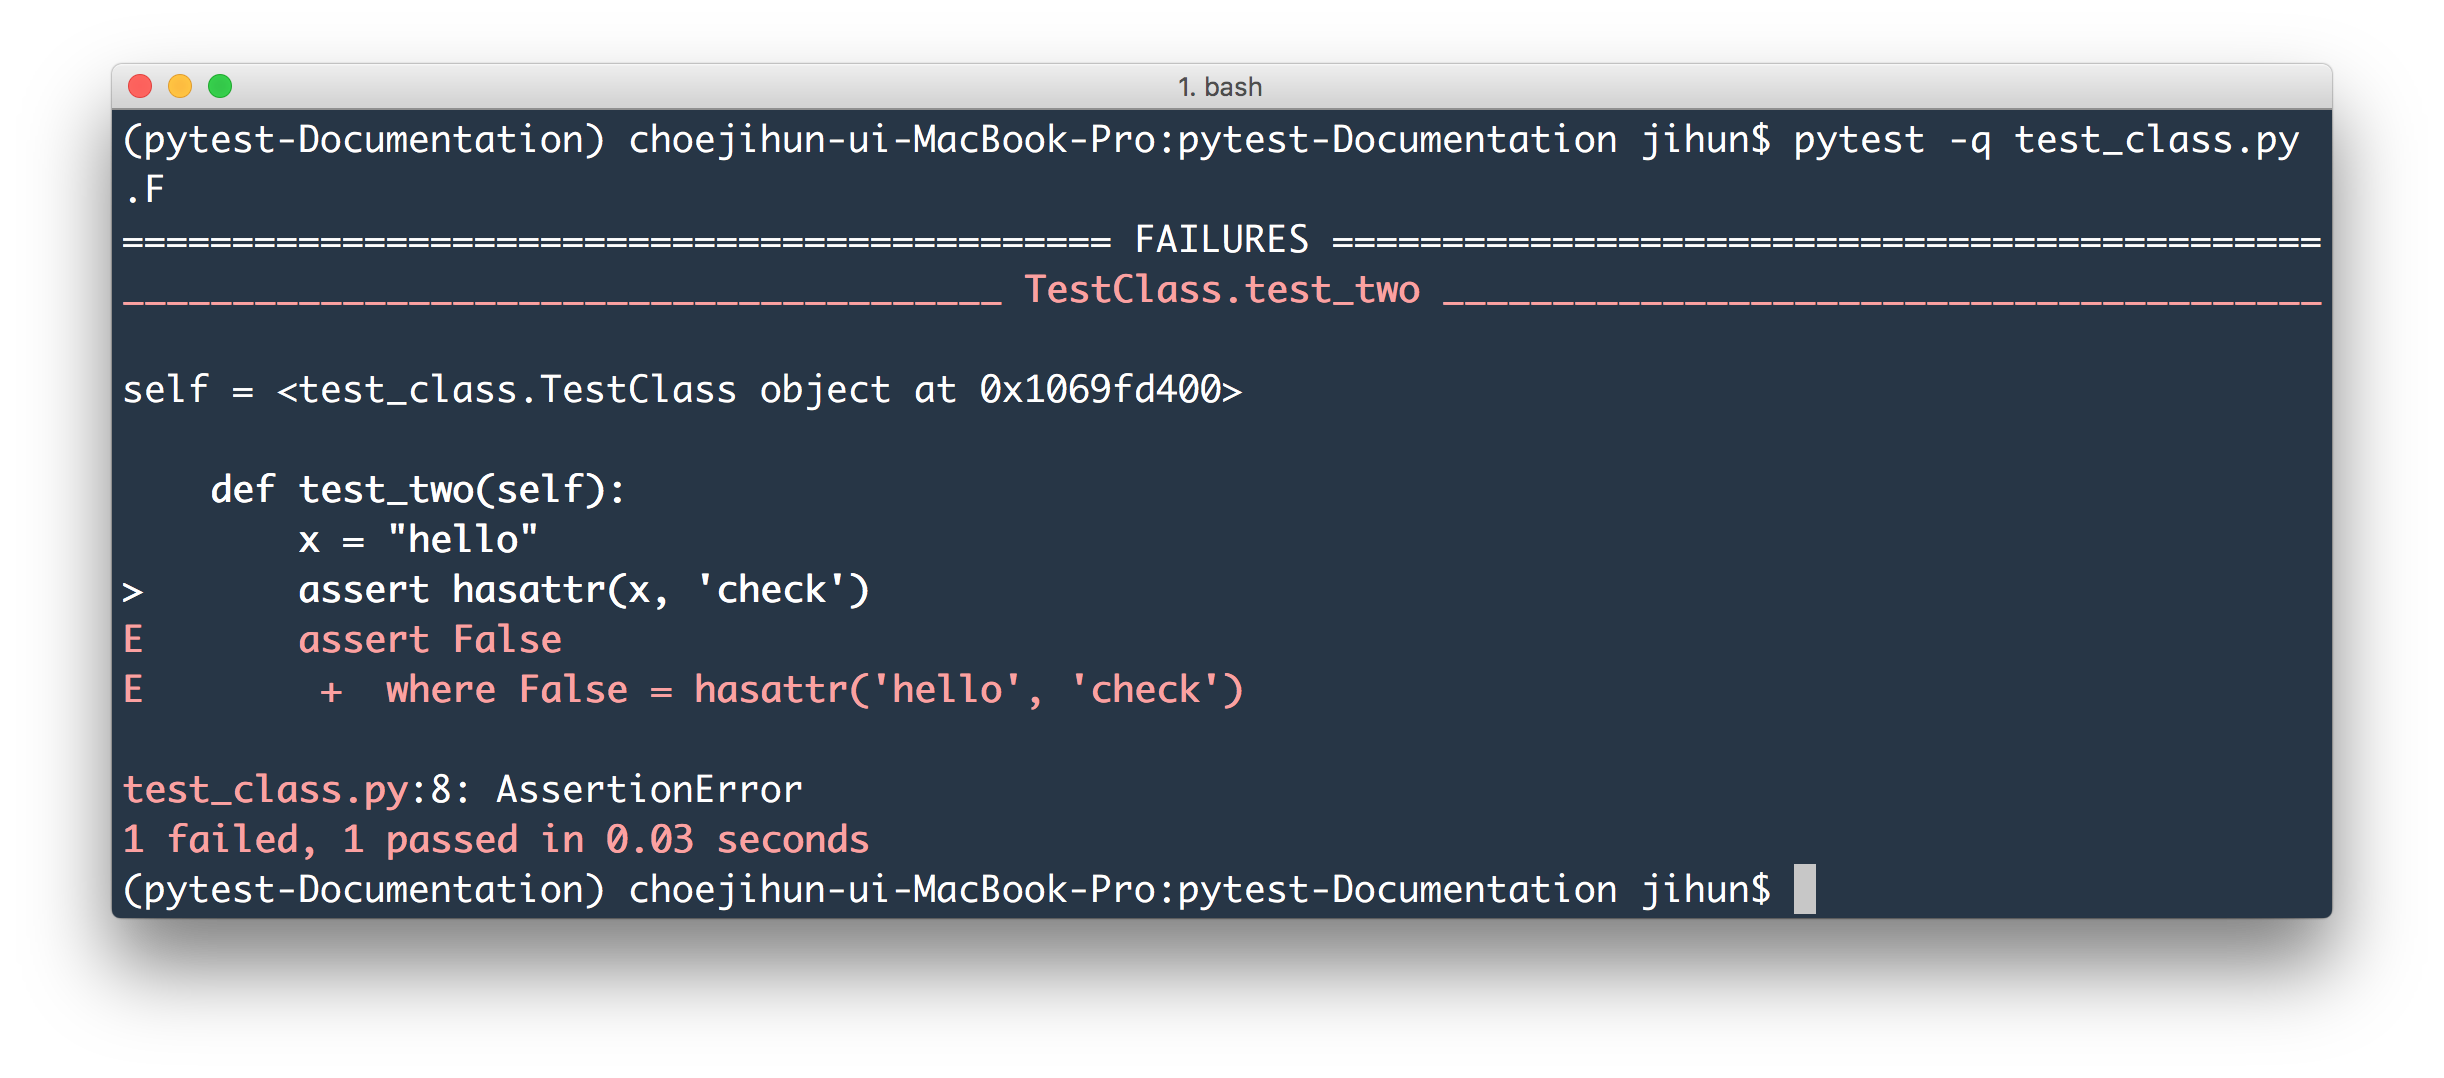 1. bash
(pytest-Documentation) choejihun-ui-MacBook-Pro:pytest-Documentation jihun$ pytest -q test_class.py
.F
============================================= FAILURES =============================================
________________________________________ TestClass.test_two ________________________________________
self = <test_class.TestClass object at 0x1069fd400>
    def test_two(self):
        x = "hello"
>       assert hasattr(x, 'check')
E       assert False
E        +  where False = hasattr('hello', 'check')
test_class.py:8: AssertionError
1 failed, 1 passed in 0.03 seconds
(pytest-Documentation) choejihun-ui-MacBook-Pro:pytest-Documentation jihun$